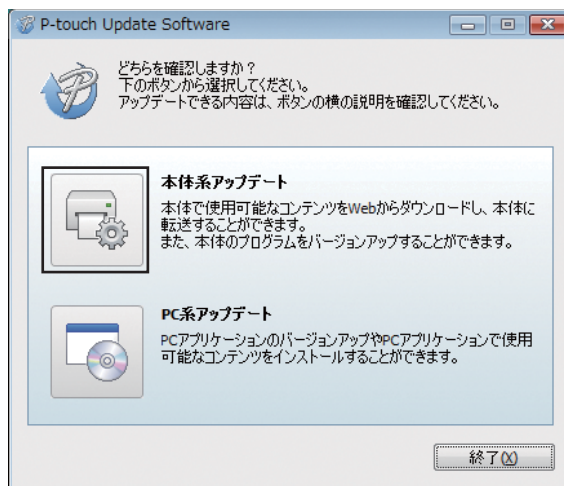 P-touch Update Software
どちらを確認しますか?
下のボタンから選択してください。
アップデートできる内容は、ボタンの横の説明を確認してください。
本体系アップデート
本体で使用可能なコンテンツをWebからダウンロードし、本体に
転送することができます。
また、本体のプログラムをバージョンアップすることができます。
PC系アップデート
PCアプリケーションのバージョンアップやPCアプリケーションで使用
可能なコンテンツをインストールすることができます。
終了(X)